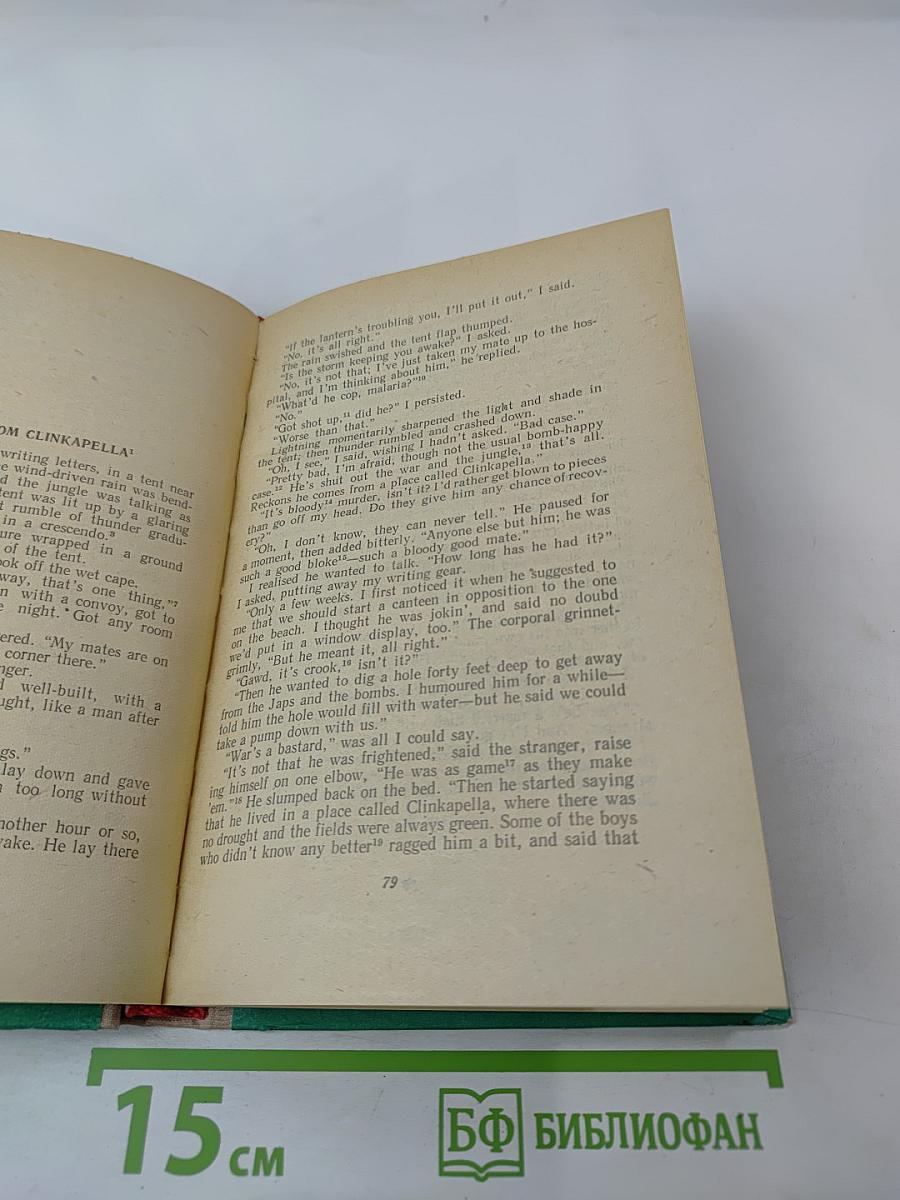 OM CLINKAPELLA¹
writing letters, in a tent near
e wind-driven rain was bend-
d the jungle was talking as
tent was lit up by a glaring
t rumble of thunder gradu-
in a crescendo.³
ure wrapped in a ground
of the tent.
ook off the wet cape.
way, that's one thing,"⁷
n with a convoy, got to
e night. Got any room
ered. "My mates are on
corner there."
nger.
d well-built, with a
ught, like a man after
gs."
lay down and gave
n too long without
nother hour or so,
vake. He lay there
"If the lantern's troubling you, I'll put it out," I said.
"No, it's all right."
The rain swished and the tent flap thumped.
"Is the storm keeping you awake?" I asked.
"No, it's not that; I've just taken my mate up to the hos-
pital, and I'm thinking about him," he replied.
"What'd he cop, malaria?"¹⁰
"No."
"Got shot up,¹¹ did he?" I persisted.
"Worse than that."
Lightning momentarily sharpened the light and shade in
the tent; then thunder rumbled and crashed down.
"Oh, I see," I said, wishing I hadn't asked. "Bad case."
"Pretty bad, I'm afraid, though not the usual bomb-happy
case.¹² He's shut out the war and the jungle,¹³ that's all.
Reckons he comes from a place called Clinkapella."
"It's bloody¹⁴ murder, isn't it? I'd rather get blown to pieces
than go off my head. Do they give him any chance of recov-
ery?"
"Oh, I don't know, they can never tell." He paused for
a moment, then added bitterly. "Anyone else but him; he was
such a good bloke¹⁵—such a bloody good mate."
I realised he wanted to talk. "How long has he had it?"
I asked, putting away my writing gear.
"Only a few weeks. I first noticed it when he suggested to
me that we should start a canteen in opposition to the one
on the beach. I thought he was jokin', and said no doubd
we'd put in a window display, too." The corporal grinnet-
grimly, "But he meant it, all right."
"Gawd, it's crook,¹⁶ isn't it?"
"Then he wanted to dig a hole forty feet deep to get away
from the Japs and the bombs. I humoured him for a while—
told him the hole would fill with water—but he said we could
take a pump down with us."
"War's a bastard," was all I could say.
"It's not that he was frightened," said the stranger, raise
ing himself on one elbow, "He was as game¹⁷ as they make
'em."¹⁸ He slumped back on the bed. "Then he started saying
that he lived in a place called Clinkapella, where there was
no drought and the fields were always green. Some of the boys
who didn't know any better¹⁹ ragged him a bit, and said that
79
15 см
БФ БИБЛИОФАН